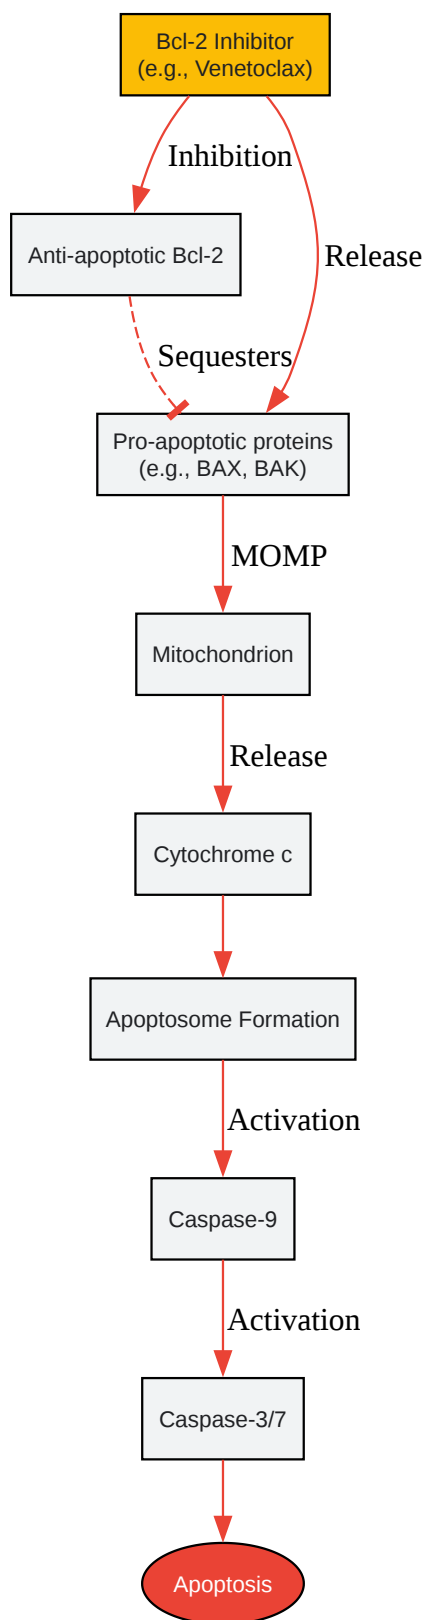 Bcl-2 Inhibitor
(e.g., Venetoclax)
Inhibition
Anti-apoptotic Bcl-2
Release
Sequesters
Pro-apoptotic proteins
(e.g., BAX, BAK)
MOMP
Mitochondrion
Release
Cytochrome c
Apoptosome Formation
Activation
Caspase-9
Activation
Caspase-3/7
Apoptosis